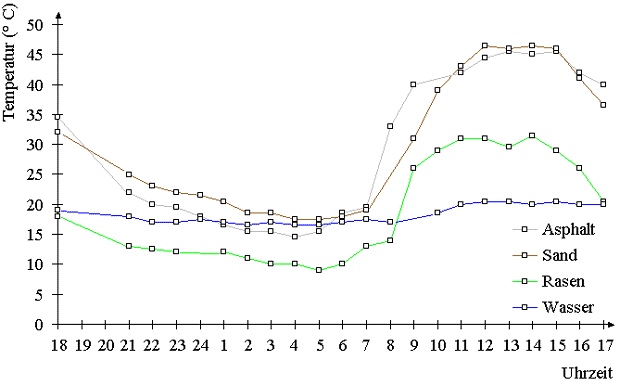 Temperatur (° C)
50
45
40
35
30
25
20
15
10
5
0
Asphalt
Sand
Rasen
Wasser
18 19 20 21 22 23 24 1 2 3 4 5 6 7 8 9 10 11 12 13 14 15 16 17
Uhrzeit